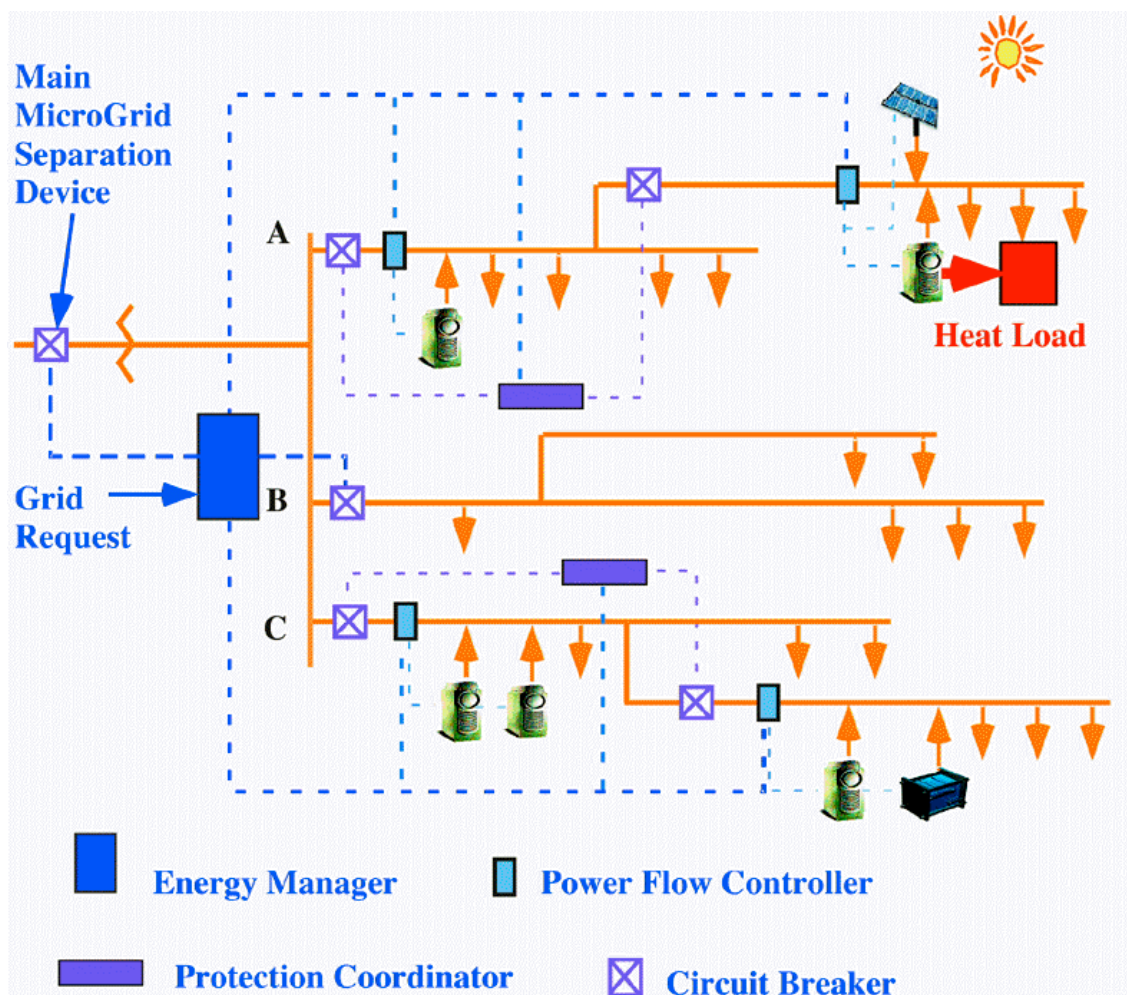 Main
MicroGrid
Separation
Device
A
Heat Load
Grid
Request
B
C
Energy Manager
Power Flow Controller
Protection Coordinator
Circuit Breaker